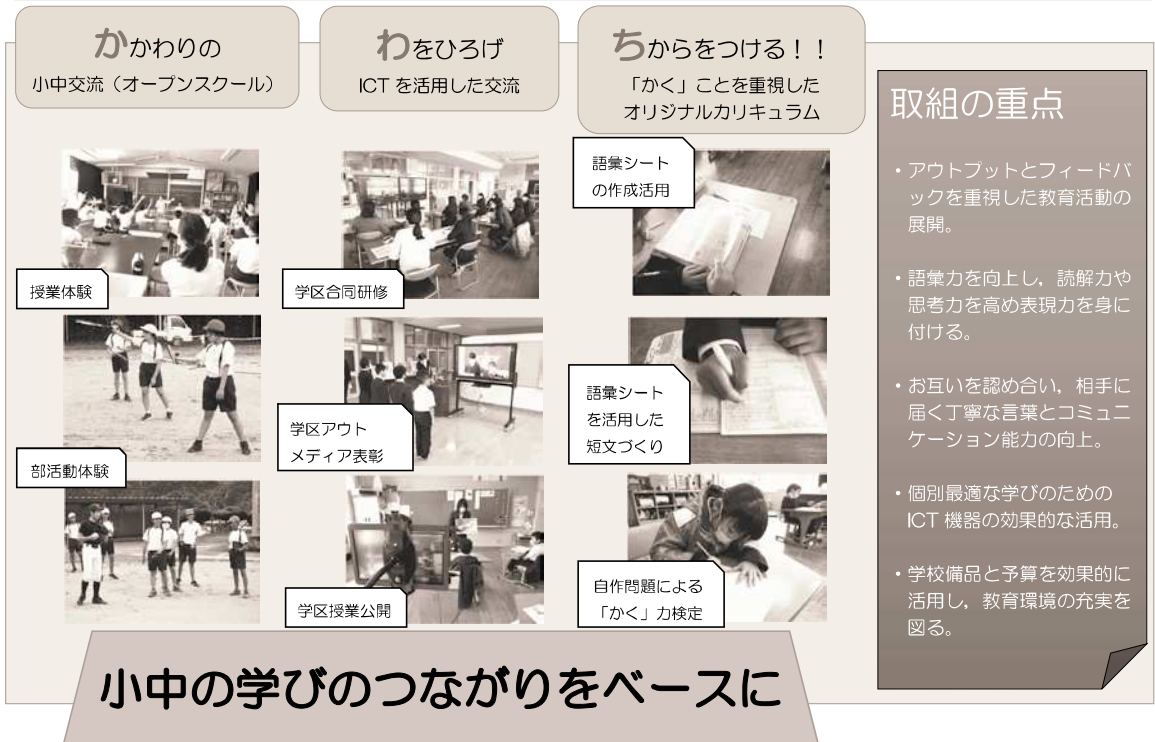 かかわりの
小中交流（オープンスクール）
わをひろげ
ICTを活用した交流
ちからをつける！！
「かく」ことを重視した
オリジナルカリキュラム
授業体験
部活動体験
学区合同研修
学区アウト
メディア表彰
学区授業公開
語彙シート
の作成活用
語彙シート
を活用した
短文づくり
自作問題による
「かく」力検定
取組の重点
・アウトプットとフィードバ
ックを重視した教育活動の
展開。
・語彙力を向上し，読解力や
思考力を高め表現力を身に
付ける。
・お互いを認め合い，相手に
届く丁寧な言葉とコミュニ
ケーション能力の向上。
・個別最適な学びのための
ICT機器の効果的な活用。
・学校備品と予算を効果的に
活用し，教育環境の充実を
図る。
小中の学びのつながりをベースに